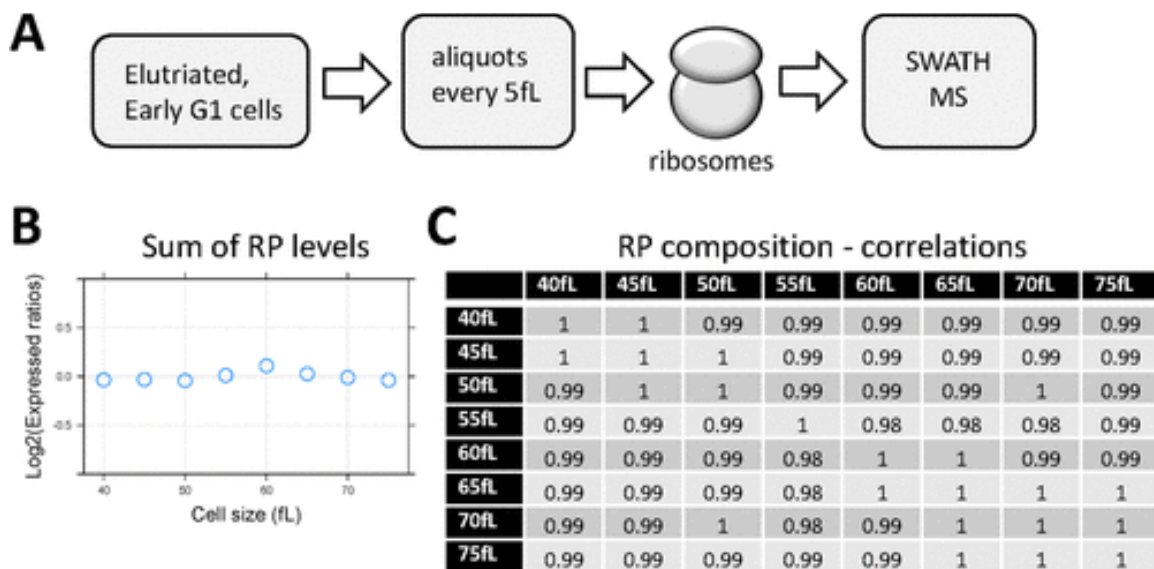 A
Elutriated,
Early G1 cells
aliquots
every 5fL
ribosomes
SWATH
MS
B
Sum of RP levels
Log2(Expressed ratios)
0.5
0.0
-0.5
40
50
60
70
Cell size (fL)
C
RP composition - correlations
40fL 45fL 50fL 55fL 60fL 65fL 70fL 75fL
40fL 1 1 0.99 0.99 0.99 0.99 0.99 0.99
45fL 1 1 1 0.99 0.99 0.99 0.99 0.99
50fL 0.99 1 1 0.99 0.99 0.99 1 0.99
55fL 0.99 0.99 0.99 1 0.98 0.98 0.98 0.99
60fL 0.99 0.99 0.99 0.98 1 1 0.99 0.99
65fL 0.99 0.99 0.99 0.98 1 1 1 1
70fL 0.99 0.99 1 0.98 0.99 1 1 1
75fL 0.99 0.99 0.99 0.99 0.99 1 1 1